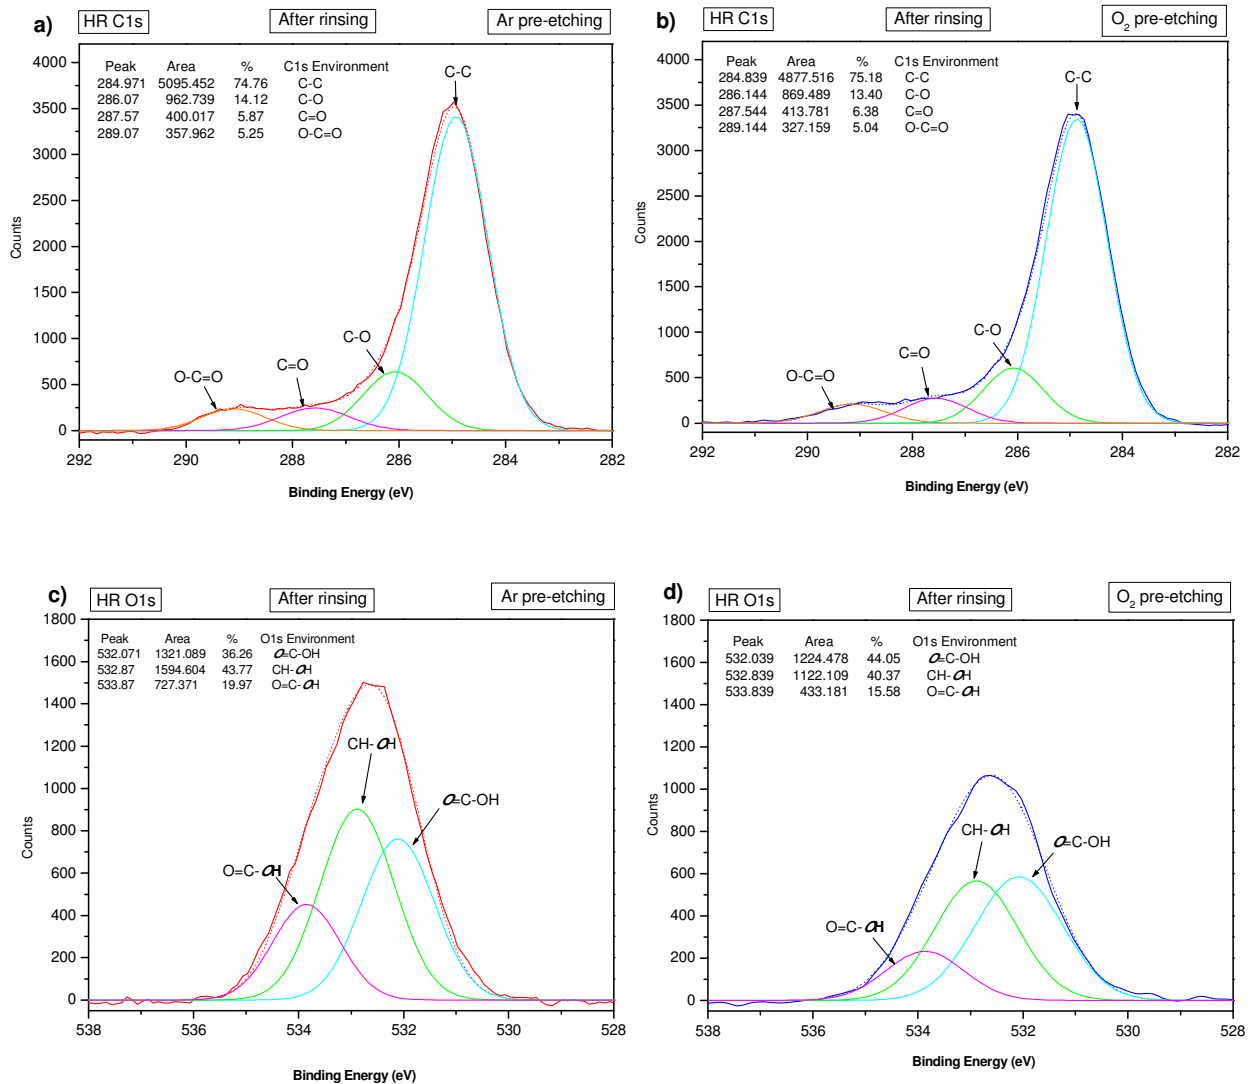 a) HR C1s After rinsing Ar pre-etching
Peak Area % C1s Environment
284.971 5095.452 74.76 C-C
286.07 962.739 14.12 C-O
287.57 400.017 5.87 C=O
289.07 357.962 5.25 O-C=O
C-C
C-O
C=O
O-C=O
4000
3500
3000
2500
2000
1500
1000
500
0
Counts
292 290 288 286 284 282
Binding Energy (eV)
b) HR C1s After rinsing O2 pre-etching
Peak Area % C1s Environment
284.839 4877.516 75.18 C-C
286.144 869.489 13.40 C-O
287.544 413.781 6.38 C=O
289.144 327.159 5.04 O-C=O
C-C
C-O
C=O
O-C=O
4000
3500
3000
2500
2000
1500
1000
500
0
Counts
292 290 288 286 284 282
Binding Energy (eV)
c) HR O1s After rinsing Ar pre-etching
Peak Area % O1s Environment
532.071 1321.089 36.26 O=C-OH
532.87 1594.604 43.77 CH-OH
533.87 727.371 19.97 O=C-OH
CH-OH
O=C-OH
O=C-OH
1800
1600
1400
1200
1000
800
600
400
200
0
Counts
538 536 534 532 530 528
Binding Energy (eV)
d) HR O1s After rinsing O2 pre-etching
Peak Area % O1s Environment
532.039 1224.478 44.05 O=C-OH
532.839 1122.109 40.37 CH-OH
533.839 433.181 15.58 O=C-OH
CH-OH
O=C-OH
O=C-OH
1800
1600
1400
1200
1000
800
600
400
200
0
Counts
538 536 534 532 530 528
Binding Energy (eV)